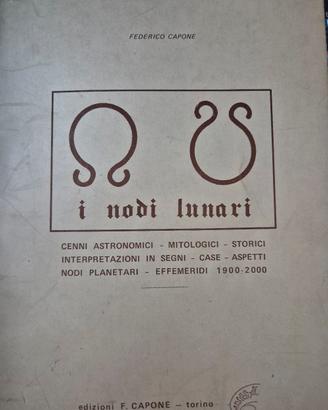 FEDERICO CAPONE
i nodi lunari
CENNI ASTRONOMICI - MITOLOGICI - STORICI
INTERPRETAZIONI IN SEGNI - CASE - ASPETTI
NODI PLANETARI - EFFEMERIDI 1900-2000
edizioni F. CAPONE — torino